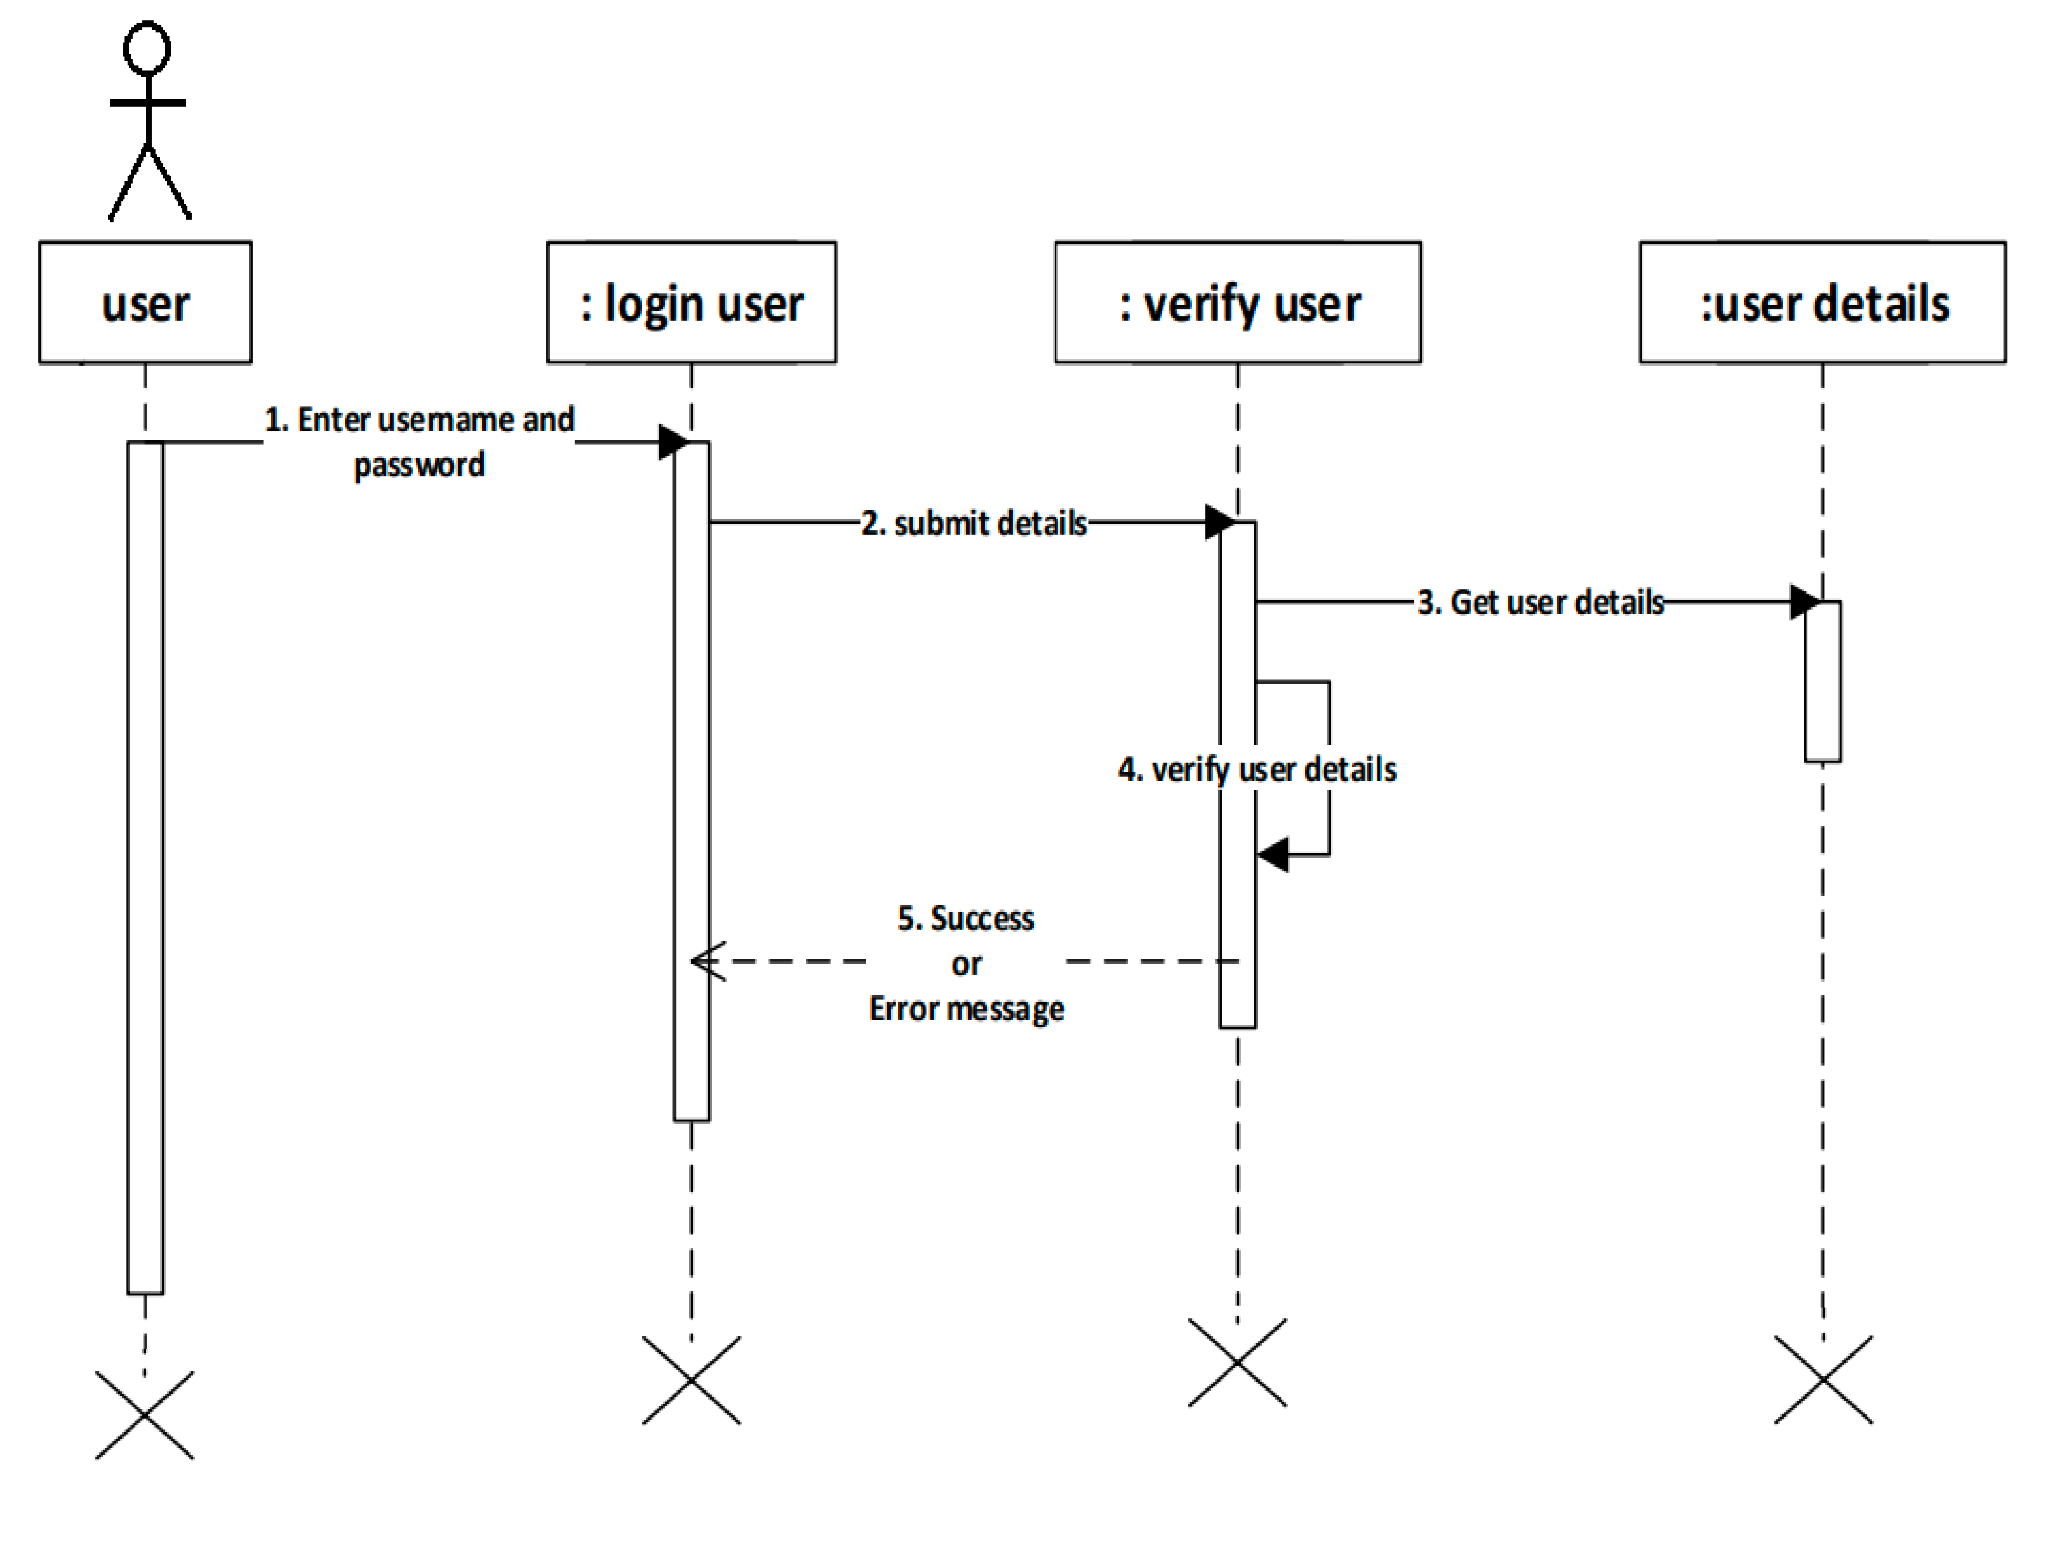 user
: login user
: verify user
:user details
1. Enter username and
password
2. submit details
3. Get user details
4. verify user details
5. Success
or
Error message